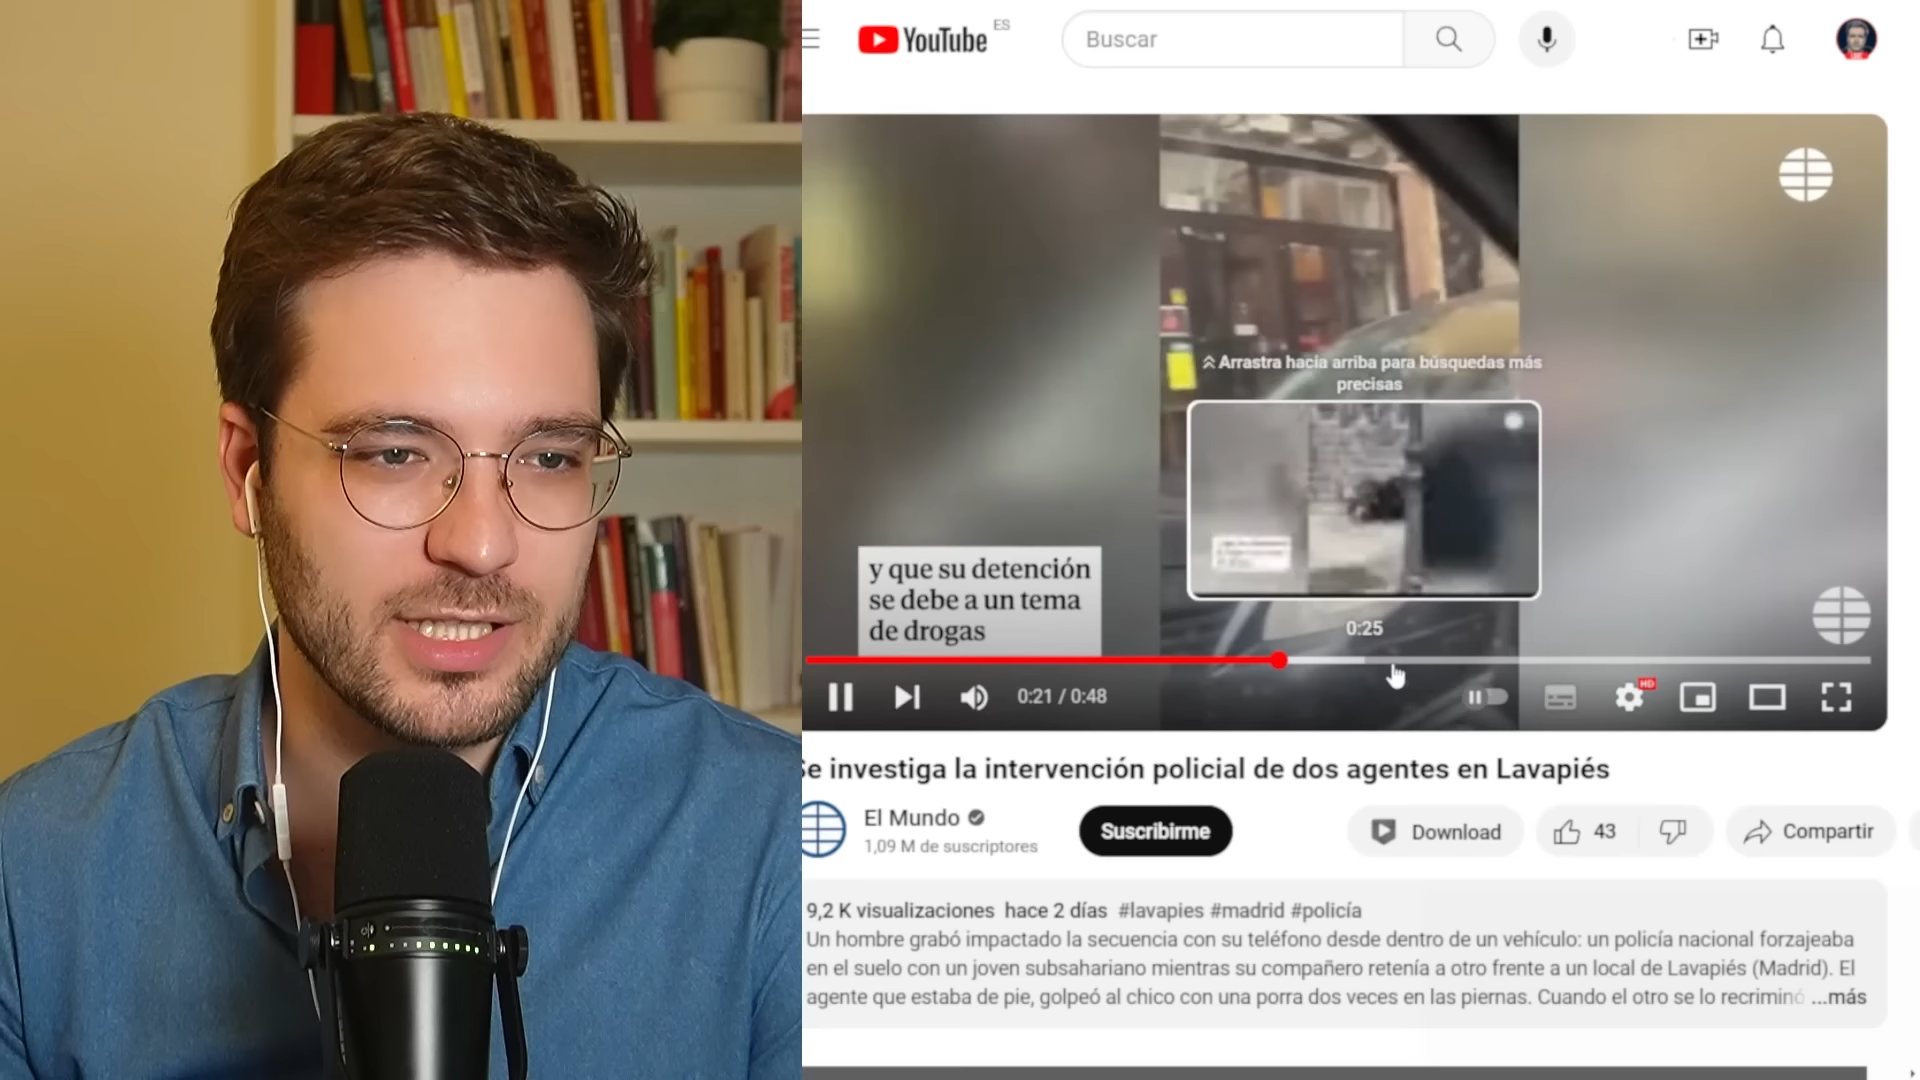 YouTube ES
Buscar
Arrastra hacia arriba para búsquedas más
precisas
y que su detención
se debe a un tema
de drogas
0:25
0:21 / 0:48
HD
Se investiga la intervención policial de dos agentes en Lavapiés
El Mundo
1,09 M de suscriptores
Suscribirme
Download
43
Compartir
9,2 K visualizaciones hace 2 días #lavapies #madrid #policía
Un hombre grabó impactado la secuencia con su teléfono desde dentro de un vehículo: un policía nacional forzajeaba
en el suelo con un joven subsahariano mientras su compañero retenía a otro frente a un local de Lavapiés (Madrid). El
agente que estaba de pie, golpeó al chico con una porra dos veces en las piernas. Cuando el otro se lo recriminó ...más